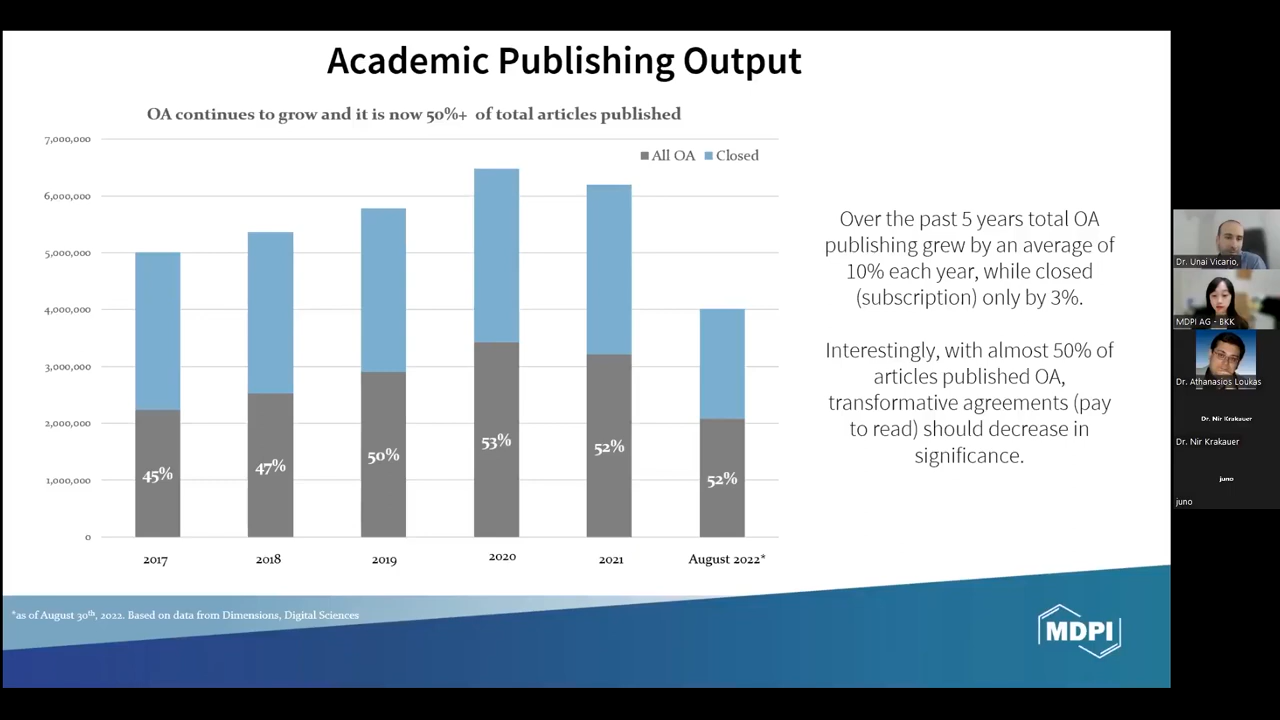 Academic Publishing Output
OA continues to grow and it is now 50%+ of total articles published
7,000,000
All OA
Closed
6,000,000
5,000,000
4,000,000
3,000,000
2,000,000
1,000,000
0
45%
47%
50%
53%
52%
52%
2017
2018
2019
2020
2021
August 2022*
Over the past 5 years total OA
publishing grew by an average of
10% each year, while closed
(subscription) only by 3%.
Interestingly, with almost 50% of
articles published OA,
transformative agreements (pay
to read) should decrease in
significance.
*as of August 30th, 2022. Based on data from Dimensions, Digital Sciences
MDPI
Dr. Unai Vicario,
MDPI AG - BKK
Dr. Athanasios Loukas
Dr. Nir Krakauer
Dr. Nir Krakauer
juno
juno